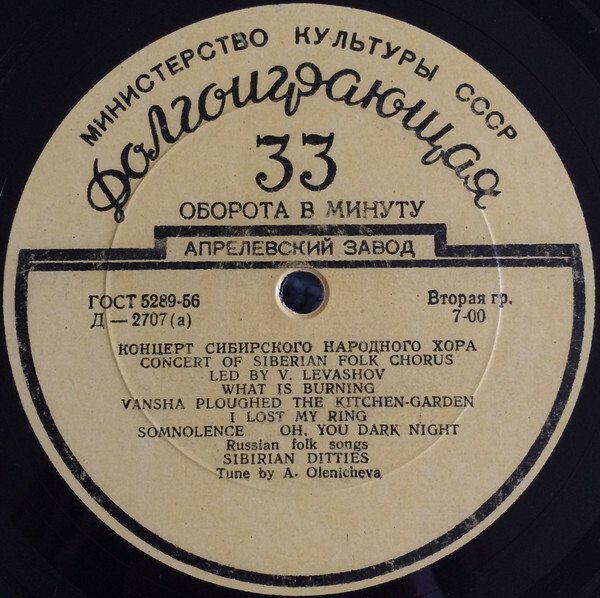 МИНИСТЕРСТВО КУЛЬТУРЫ СССР
Долгоиграющая
33
ОБОРОТА В МИНУТУ
АПРЕЛЕВСКИЙ ЗАВОД
ГОСТ 5289-56 Вторая гр.
Д — 2707 (а) 7-00
КОНЦЕРТ СИБИРСКОГО НАРОДНОГО ХОРА
CONCERT OF SIBERIAN FOLK CHORUS
LED BY V. LEVASHOV
WHAT IS BURNING
VANSHA PLOUGHED THE KITCHEN-GARDEN
I LOST MY RING
SOMNOLENCE OH, YOU DARK NIGHT
Russian folk songs
SIBIRIAN DITTIES
Tune by A. Olenicheva